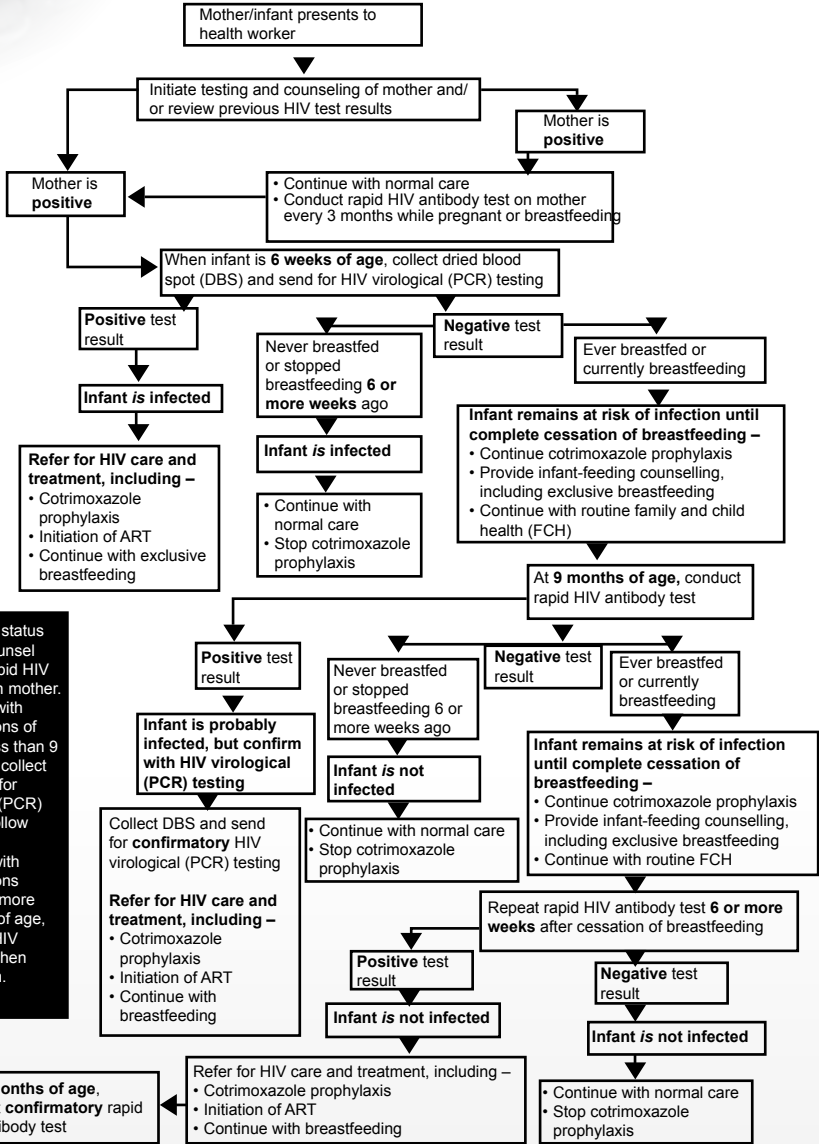 Mother/infant presents to
health worker
Initiate testing and counseling of mother and/
or review previous HIV test results
Mother is
positive
Mother is
positive
• Continue with normal care
• Conduct rapid HIV antibody test on mother
every 3 months while pregnant or breastfeeding
When infant is 6 weeks of age, collect dried blood
spot (DBS) and send for HIV virological (PCR) testing
Positive test
result
Negative test
result
Never breastfed
or stopped
breastfeeding 6 or
more weeks ago
Ever breastfed or
currently breastfeeding
Infant is infected
Infant is infected
Refer for HIV care and
treatment, including –
• Cotrimoxazole
prophylaxis
• Initiation of ART
• Continue with exclusive
breastfeeding
• Continue with
normal care
• Stop cotrimoxazole
prophylaxis
Infant remains at risk of infection until
complete cessation of breastfeeding –
• Continue cotrimoxazole prophylaxis
• Provide infant-feeding counselling,
including exclusive breastfeeding
• Continue with routine family and child
health (FCH)
At 9 months of age, conduct
rapid HIV antibody test
Positive test
result
Negative test
result
Never breastfed
or stopped
breastfeeding 6 or
more weeks ago
Ever breastfed
or currently
breastfeeding
Infant is probably
infected, but confirm
with HIV virological
(PCR) testing
Infant is not
infected
Infant remains at risk of infection
until complete cessation of
breastfeeding –
• Continue cotrimoxazole prophylaxis
• Provide infant-feeding counselling,
including exclusive breastfeeding
• Continue with routine FCH
Collect DBS and send
for confirmatory HIV
virological (PCR) testing
Refer for HIV care and
treatment, including –
• Cotrimoxazole
prophylaxis
• Initiation of ART
• Continue with
breastfeeding
• Continue with normal care
• Stop cotrimoxazole
prophylaxis
Repeat rapid HIV antibody test 6 or more
weeks after cessation of breastfeeding
Positive test
result
Negative test
result
Infant is not infected
Infant is not infected
Refer for HIV care and treatment, including –
• Cotrimoxazole prophylaxis
• Initiation of ART
• Continue with breastfeeding
• Continue with normal care
• Stop cotrimoxazole
prophylaxis
status
HIV
mother.
with
of
than 9
collect
for
(PCR)
with
more
of age,
HIV
of age,
confirmatory rapid
test